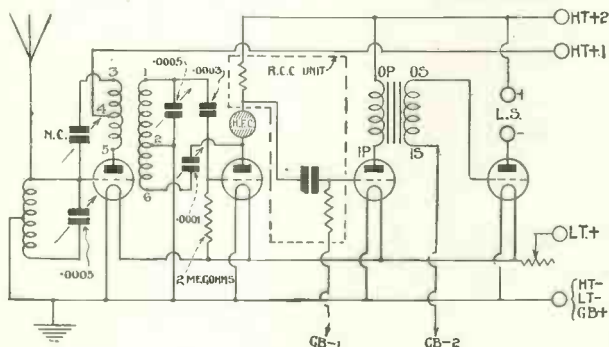 HT+2
HT+1
R.C.C UNIT
.0005
.0003
3
1
OP
OS
4
N.C.
H.F.C
+
L.S.
-
5
2
IP
IS
6
.0001
LT.+
.0005
2 MEGOHMS
HT-
LT-
GB+
GB-1
GB-2